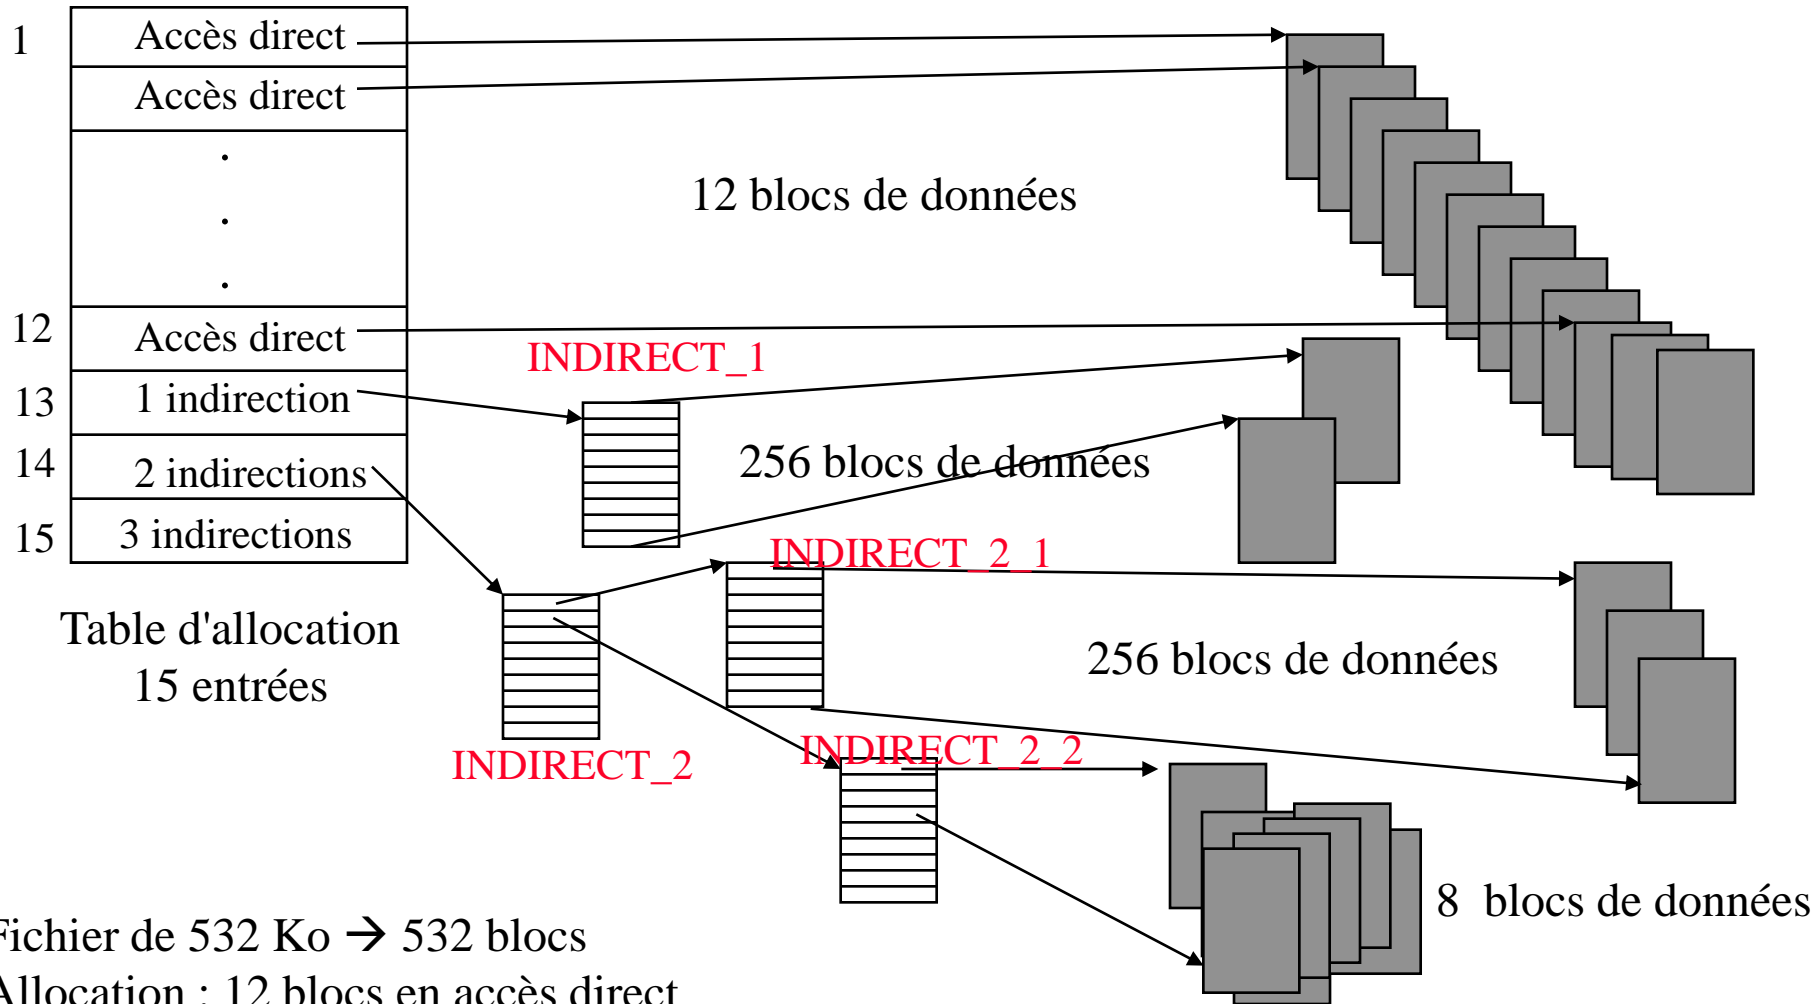 1
Accès direct
Accès direct
.
.
.
12 blocs de données
12
Accès direct
INDIRECT_1
13
1 indirection
256 blocs de données
14
2 indirections
15
3 indirections
INDIRECT_2_1
Table d'allocation
15 entrées
256 blocs de données
INDIRECT_2
INDIRECT_2_2
8 blocs de données
Fichier de 532 Ko → 532 blocs
Allocation : 12 blocs en accès direct